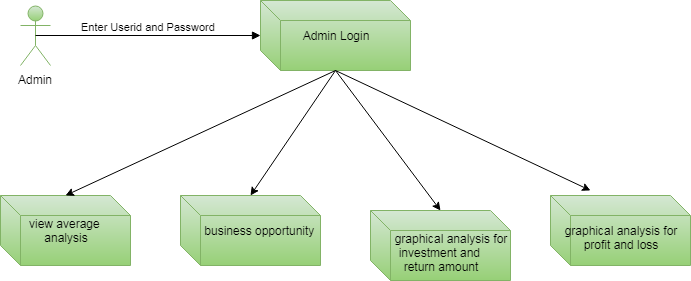 Enter Userid and Password
Admin Login
Admin
view average
analysis
business opportunity
graphical analysis for
investment and
return amount
graphical analysis for
profit and loss